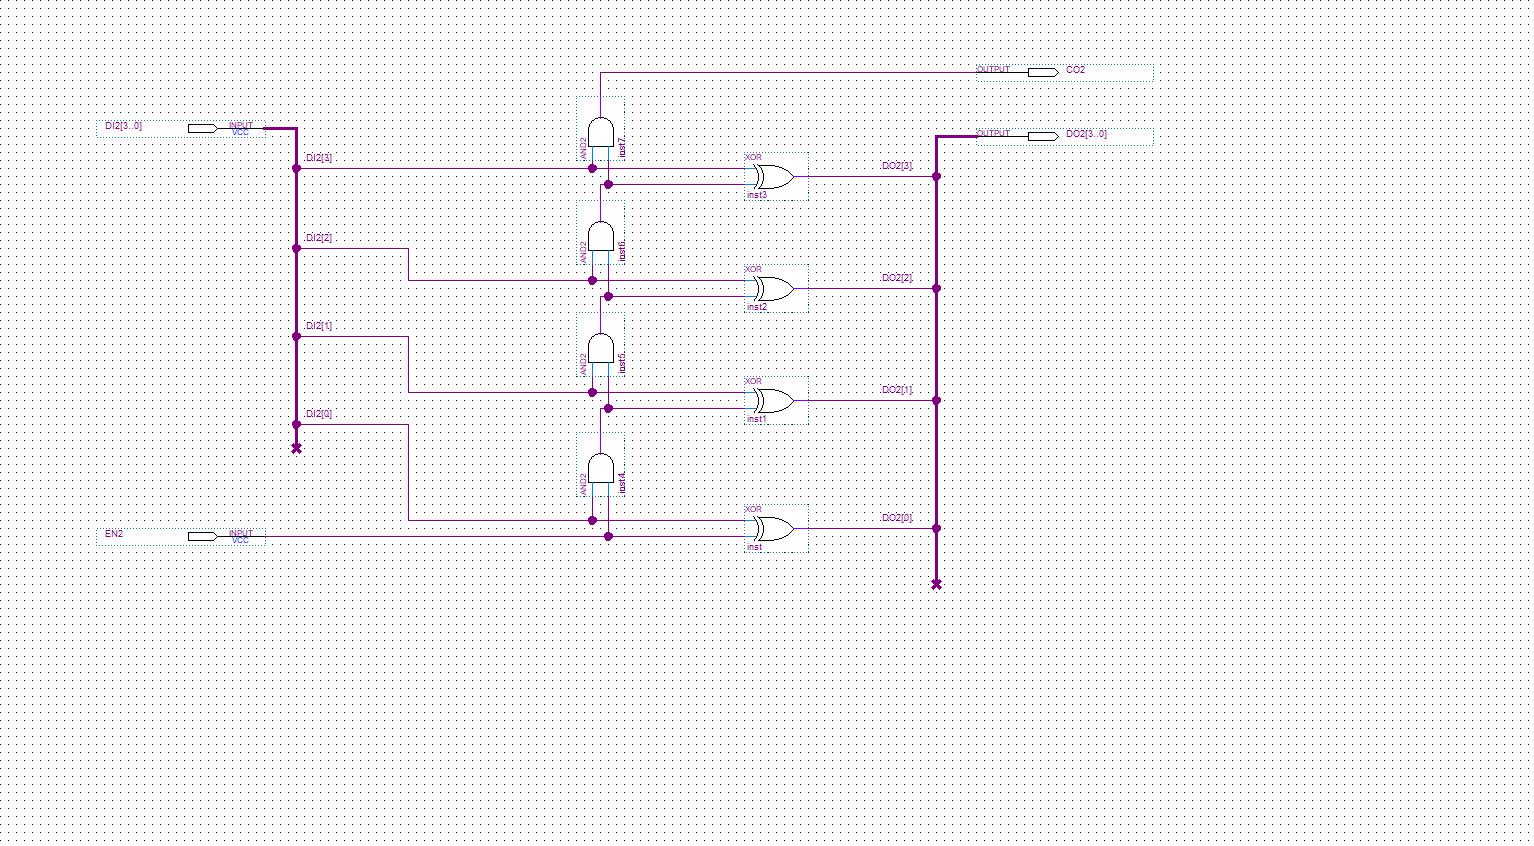 OUTPUT CO2
DI2[3..0] INPUT
VCC
OUTPUT DO2[3..0]
AND2 inst7
DI2[3]
XOR
DO2[3]
inst3
AND2 inst6
DI2[2]
XOR
DO2[2]
inst2
AND2 inst5
DI2[1]
XOR
DO2[1]
inst1
DI2[0]
AND2 inst4
XOR
DO2[0]
EN2 INPUT
VCC
inst